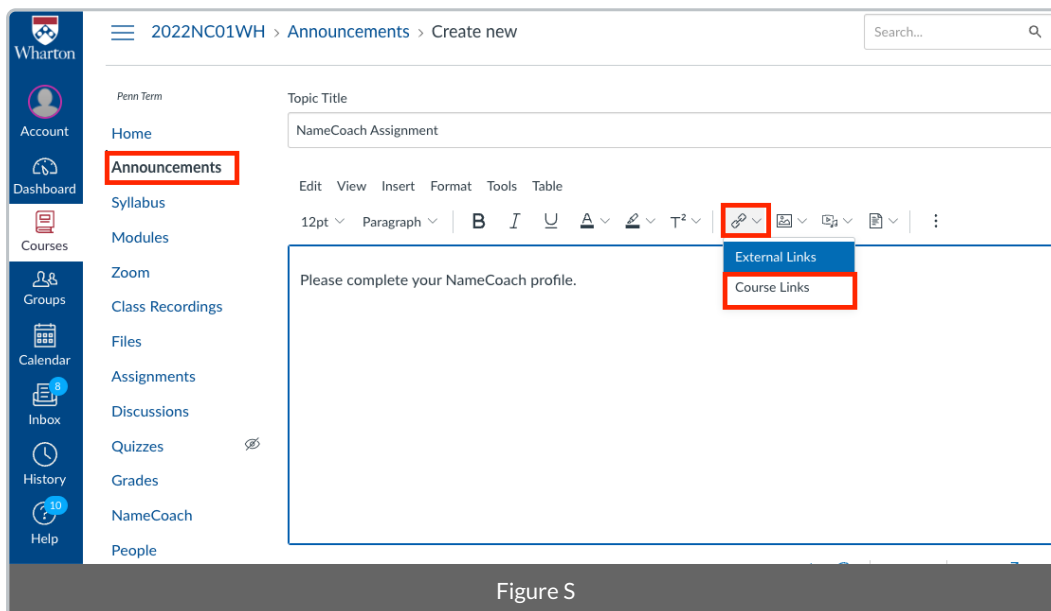 Wharton
Account
Dashboard
Courses
Groups
Calendar
8
Inbox
History
10
Help
2022NC01WH > Announcements > Create new
Search...
Penn Term
Home
Announcements
Syllabus
Modules
Zoom
Class Recordings
Files
Assignments
Discussions
Quizzes
Grades
NameCoach
People
Topic Title
NameCoach Assignment
Edit View Insert Format Tools Table
12pt Paragraph B I U A T²
External Links
Course Links
Please complete your NameCoach profile.
Figure S